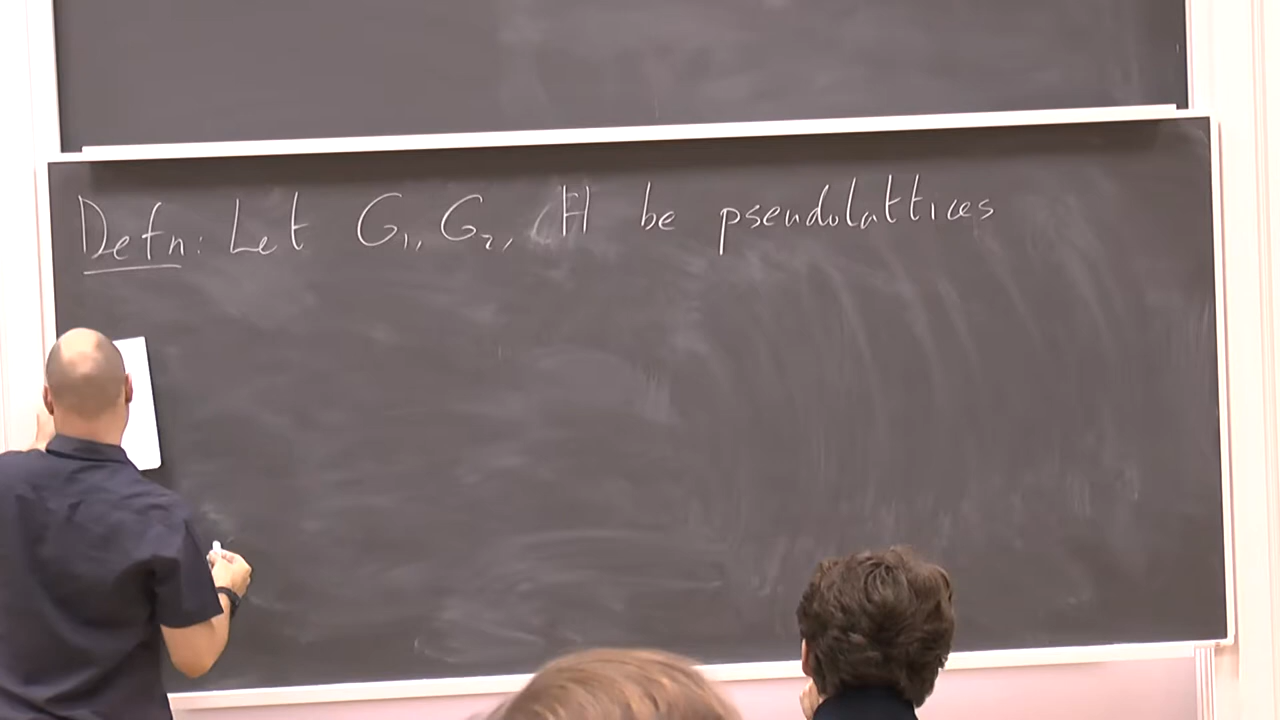 Defn: Let G₁, G₂, H be pseudolattices